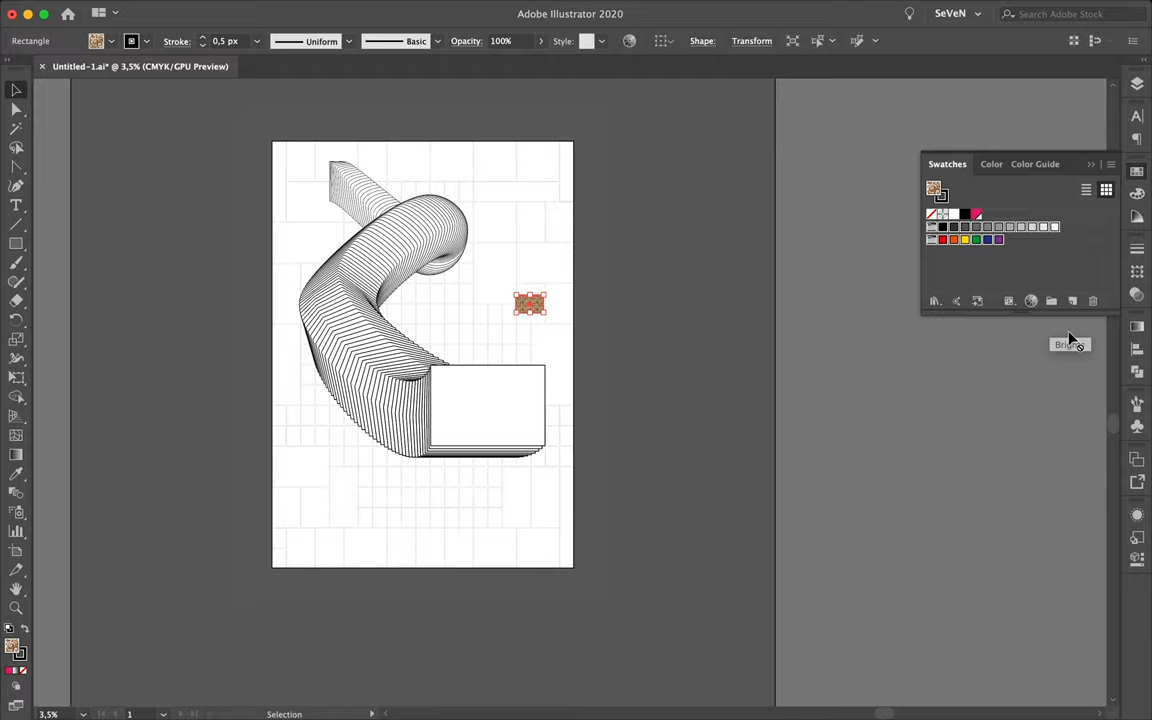 Adobe Illustrator 2020
SeVeN
Search Adobe Stock
Rectangle
Stroke:
0,5 px
Uniform
Basic
Opacity:
100%
Style:
Shape:
Transform
Untitled-1.ai* @ 3,5% (CMYK/GPU Preview)
Swatches
Color
Color Guide
3,5%
1
Selection